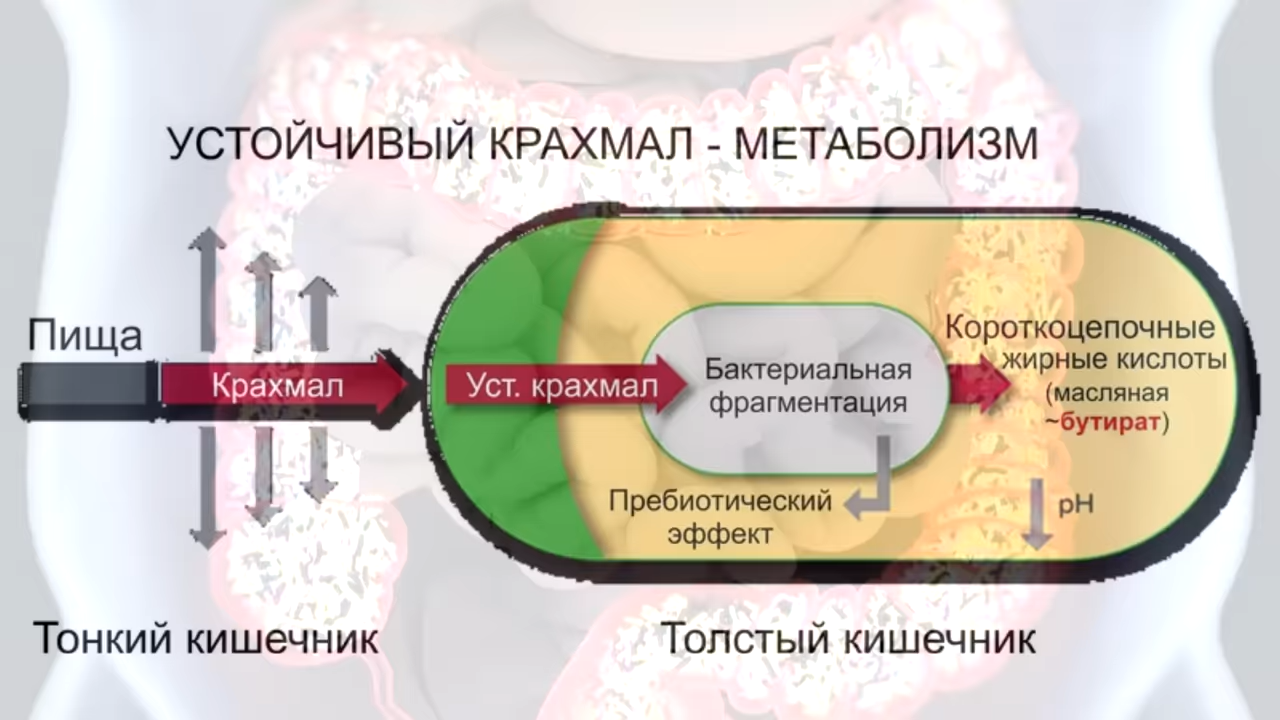 УСТОЙЧИВЫЙ КРАХМАЛ - МЕТАБОЛИЗМ
Пища
Крахмал
Уст. крахмал
Бактериальная
фрагментация
Короткоцепочные
жирные кислоты
(масляная
~бутират)
Пребиотический
эффект
pH
Тонкий кишечник
Толстый кишечник